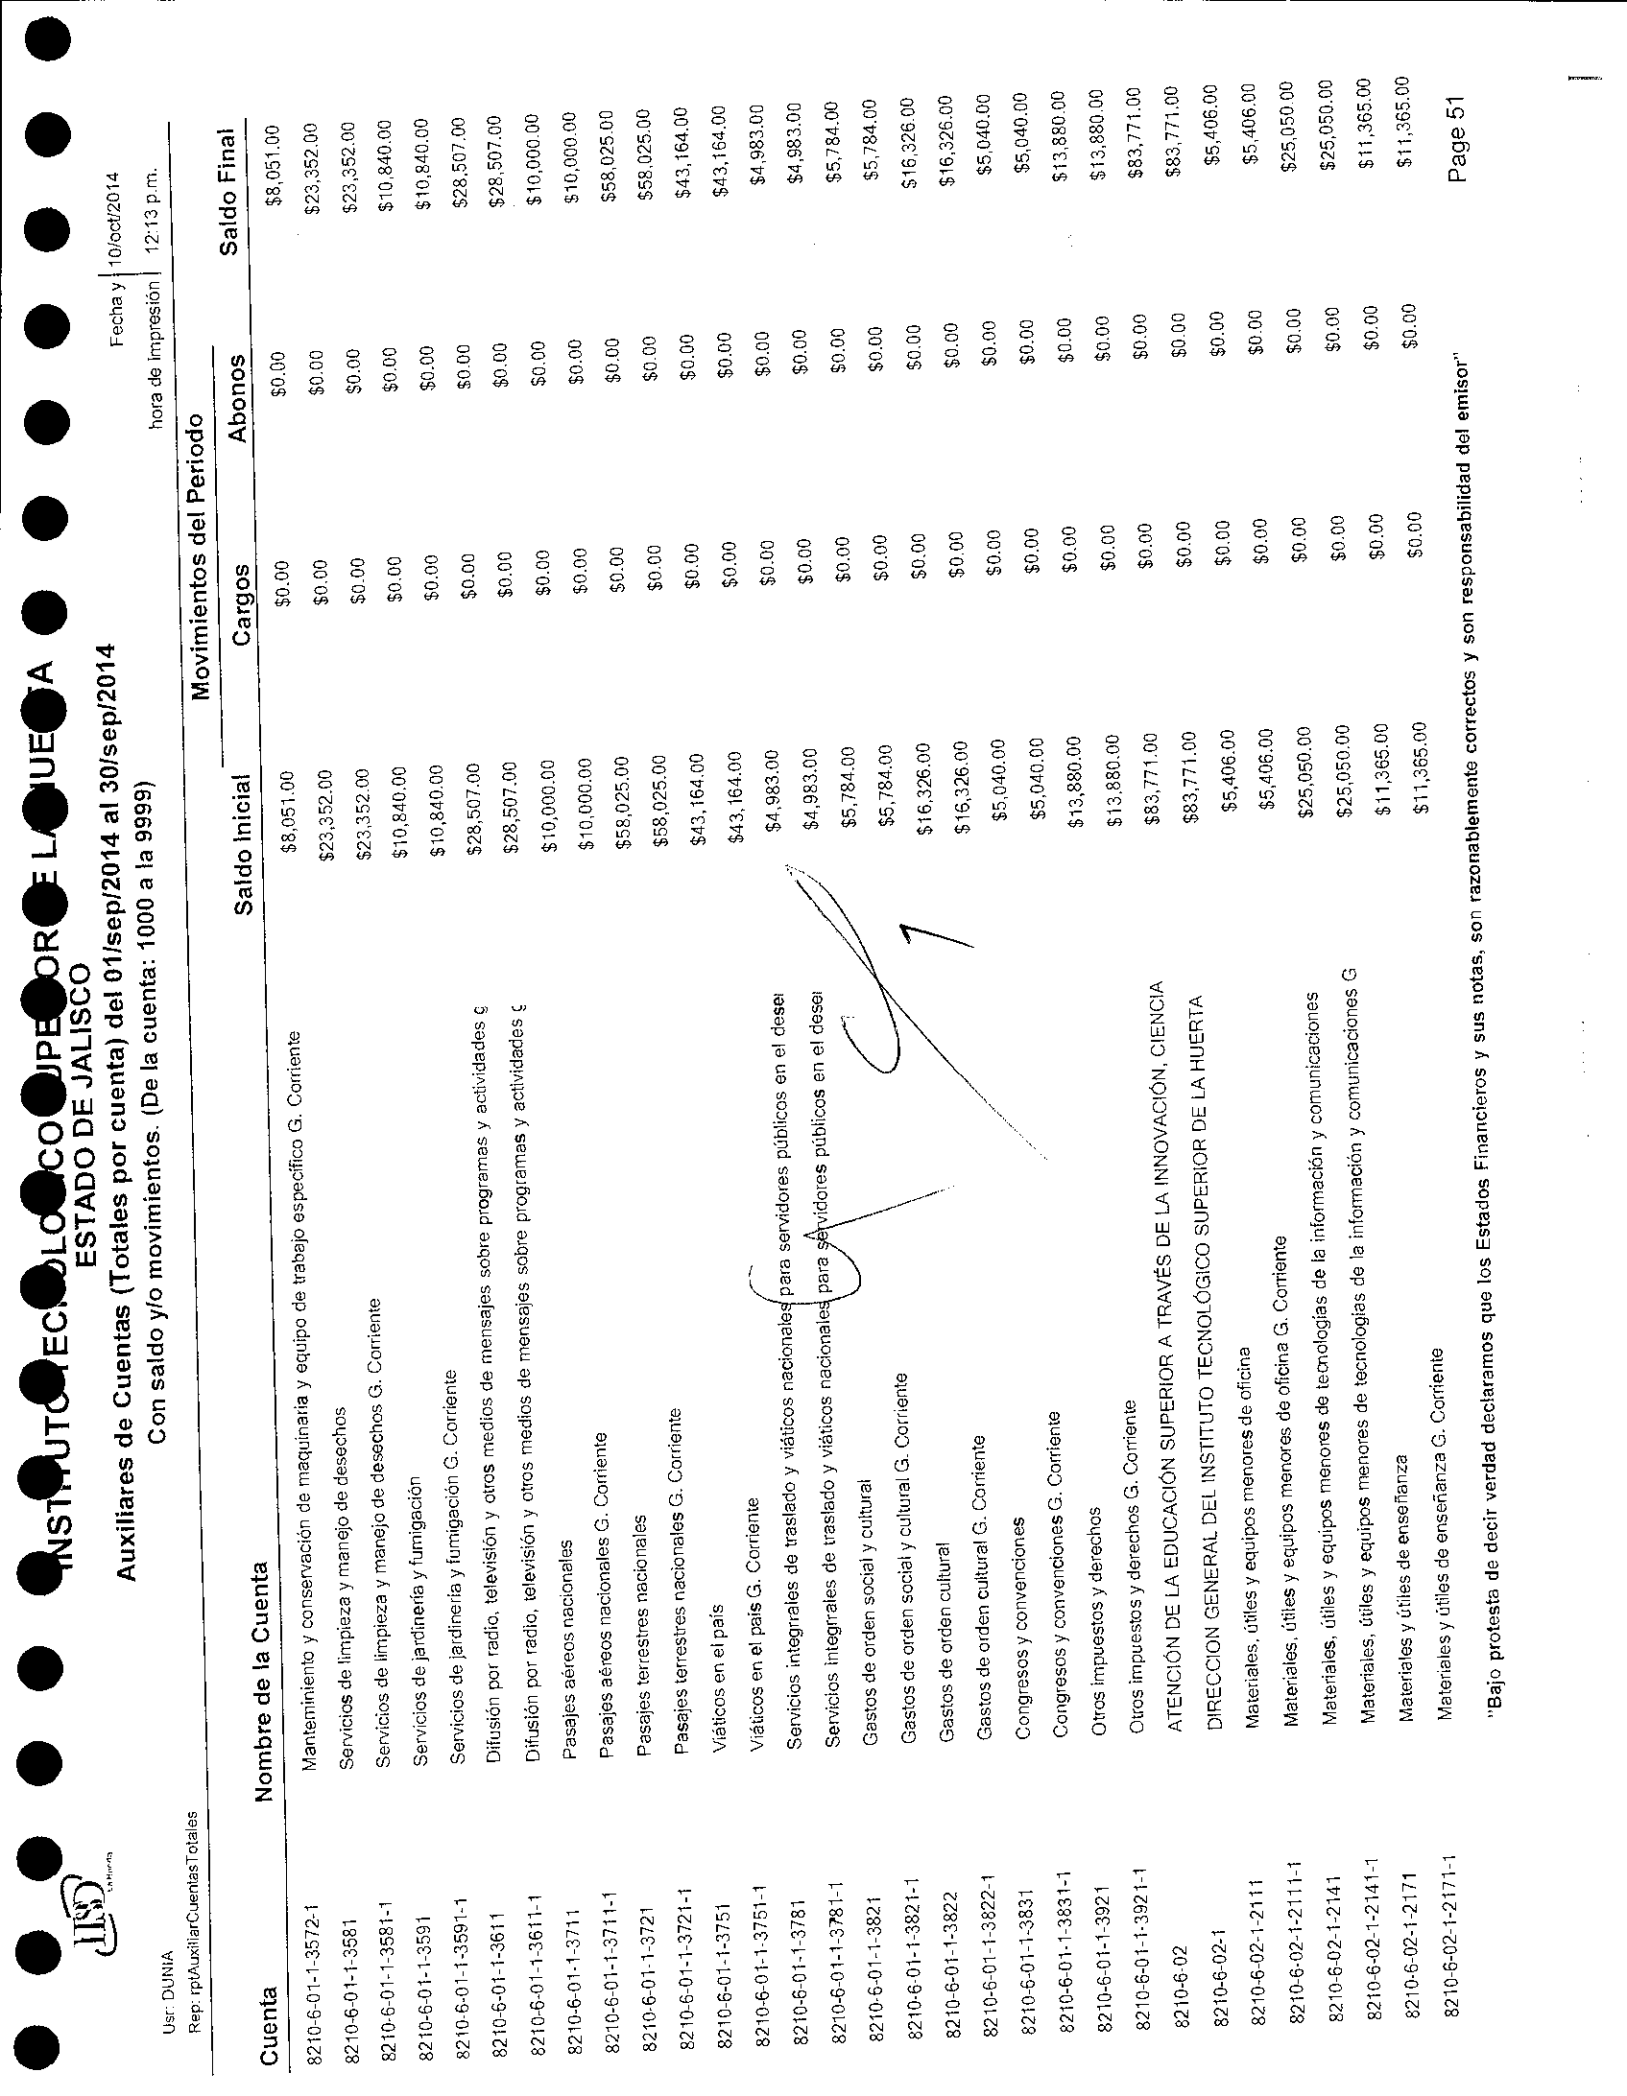 INSTITUTO TECNOLOGICO SUPERIOR DE LA HUERTA
ESTADO DE JALISCO
Auxiliares de Cuentas (Totales por cuenta) del 01/sep/2014 al 30/sep/2014
Con saldo y/o movimientos. (De la cuenta: 1000 a la 9999)
Fecha y 10/oct/2014
hora de Impresión 12:13 p.m.
Usr: DUNIA
Rep: rptAuxiliarCuentasTotales
Movimientos del Periodo
Cuenta Nombre de la Cuenta Saldo Inicial Cargos Abonos Saldo Final
8210-6-01-1-3572-1 Manteminiento y conservación de maquinaria y equipo de trabajo específico G. Corriente $8,051.00 $0.00 $0.00 $8,051.00
8210-6-01-1-3581 Servicios de limpieza y manejo de desechos $23,352.00 $0.00 $0.00 $23,352.00
8210-6-01-1-3581-1 Servicios de limpieza y manejo de desechos G. Corriente $23,352.00 $0.00 $0.00 $23,352.00
8210-6-01-1-3591 Servicios de jardinería y fumigación $10,840.00 $0.00 $0.00 $10,840.00
8210-6-01-1-3591-1 Servicios de jardinería y fumigación G. Corriente $10,840.00 $0.00 $0.00 $10,840.00
8210-6-01-1-3611 Difusión por radio, televisión y otros medios de mensajes sobre programas y actividades g $28,507.00 $0.00 $0.00 $28,507.00
8210-6-01-1-3611-1 Difusión por radio, televisión y otros medios de mensajes sobre programas y actividades g $28,507.00 $0.00 $0.00 $28,507.00
8210-6-01-1-3711 Pasajes aéreos nacionales $10,000.00 $0.00 $0.00 $10,000.00
8210-6-01-1-3711-1 Pasajes aéreos nacionales G. Corriente $10,000.00 $0.00 $0.00 $10,000.00
8210-6-01-1-3721 Pasajes terrestres nacionales $58,025.00 $0.00 $0.00 $58,025.00
8210-6-01-1-3721-1 Pasajes terrestres nacionales G. Corriente $58,025.00 $0.00 $0.00 $58,025.00
8210-6-01-1-3751 Viáticos en el país $43,164.00 $0.00 $0.00 $43,164.00
8210-6-01-1-3751-1 Viáticos en el país G. Corriente $43,164.00 $0.00 $0.00 $43,164.00
8210-6-01-1-3781 Servicios integrrales de traslado y viáticos nacionales para servidores públicos en el deser $4,983.00 $0.00 $0.00 $4,983.00
8210-6-01-1-3781-1 Servicios integrrales de traslado y viáticos nacionales para servidores públicos en el deser $4,983.00 $0.00 $0.00 $4,983.00
8210-6-01-1-3821 Gastos de orden social y cultural $5,784.00 $0.00 $0.00 $5,784.00
8210-6-01-1-3821-1 Gastos de orden social y cultural G. Corriente $5,784.00 $0.00 $0.00 $5,784.00
8210-6-01-1-3822 Gastos de orden cultural $16,326.00 $0.00 $0.00 $16,326.00
8210-6-01-1-3822-1 Gastos de orden cultural G. Corriente $16,326.00 $0.00 $0.00 $16,326.00
8210-6-01-1-3831 Congresos y convenciones $5,040.00 $0.00 $0.00 $5,040.00
8210-6-01-1-3831-1 Congresos y convenciones G. Corriente $5,040.00 $0.00 $0.00 $5,040.00
8210-6-01-1-3921 Otros impuestos y derechos $13,880.00 $0.00 $0.00 $13,880.00
8210-6-01-1-3921-1 Otros impuestos y derechos G. Corriente $13,880.00 $0.00 $0.00 $13,880.00
8210-6-02 ATENCIÓN DE LA EDUCACIÓN SUPERIOR A TRAVÉS DE LA INNOVACIÓN, CIENCIA $83,771.00 $0.00 $0.00 $83,771.00
8210-6-02-1 DIRECCION GENERAL DEL INSTITUTO TECNOLÓGICO SUPERIOR DE LA HUERTA $83,771.00 $0.00 $0.00 $83,771.00
8210-6-02-1-2111 Materiales, útiles y equipos menores de oficina $5,406.00 $0.00 $0.00 $5,406.00
8210-6-02-1-2111-1 Materiales, útiles y equipos menores de oficina G. Corriente $5,406.00 $0.00 $0.00 $5,406.00
8210-6-02-1-2141 Materiales, útiles y equipos menores de tecnologías de la información y comunicaciones $25,050.00 $0.00 $0.00 $25,050.00
8210-6-02-1-2141-1 Materiales, útiles y equipos menores de tecnologías de la información y comunicaciones G $25,050.00 $0.00 $0.00 $25,050.00
8210-6-02-1-2171 Materiales y útiles de enseñanza $11,365.00 $0.00 $0.00 $11,365.00
8210-6-02-1-2171-1 Materiales y útiles de enseñanza G. Corriente $11,365.00 $0.00 $0.00 $11,365.00
"Bajo protesta de decir verdad declaramos que los Estados Financieros y sus notas, son razonablemente correctos y son responsabilidad del emisor"
Page 51